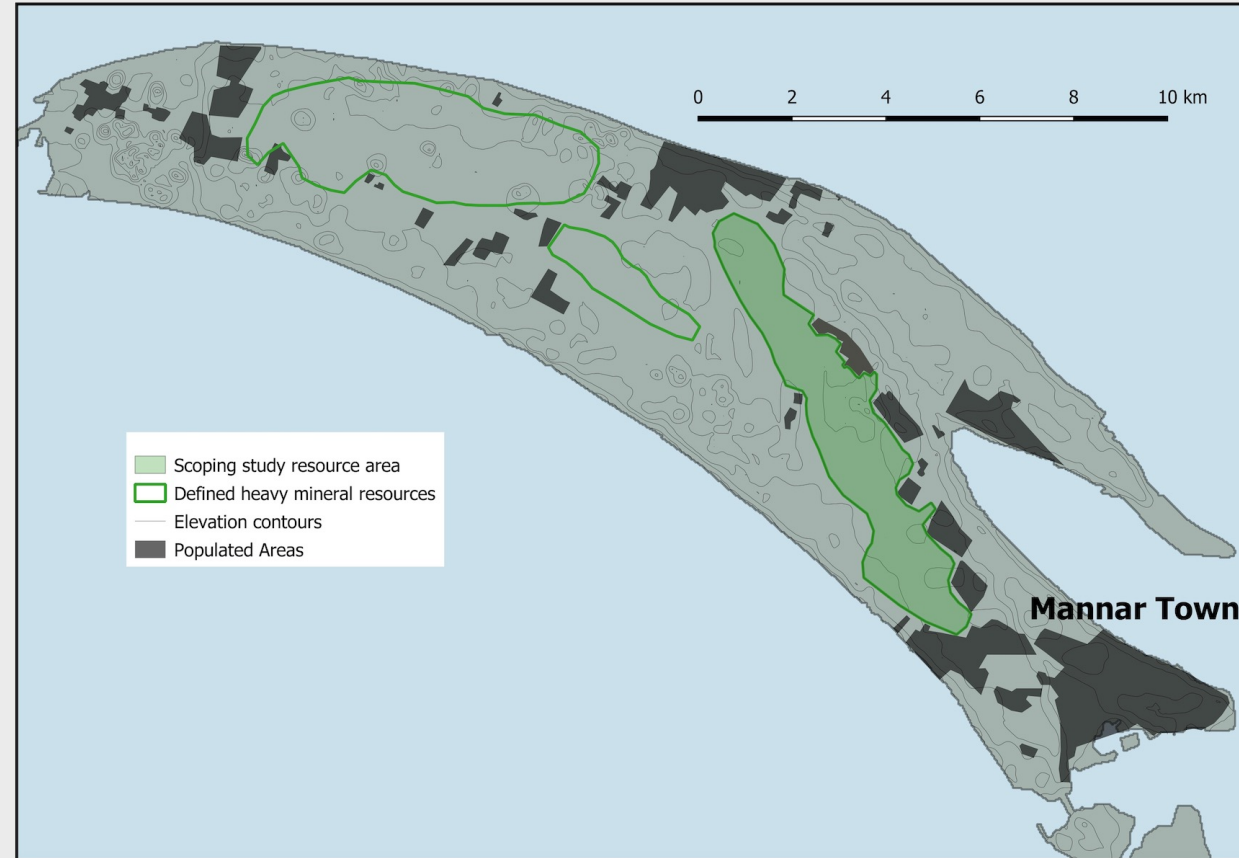 0 2 4 6 8 10 km
Scoping study resource area
Defined heavy mineral resources
Elevation contours
Populated Areas
Mannar Town